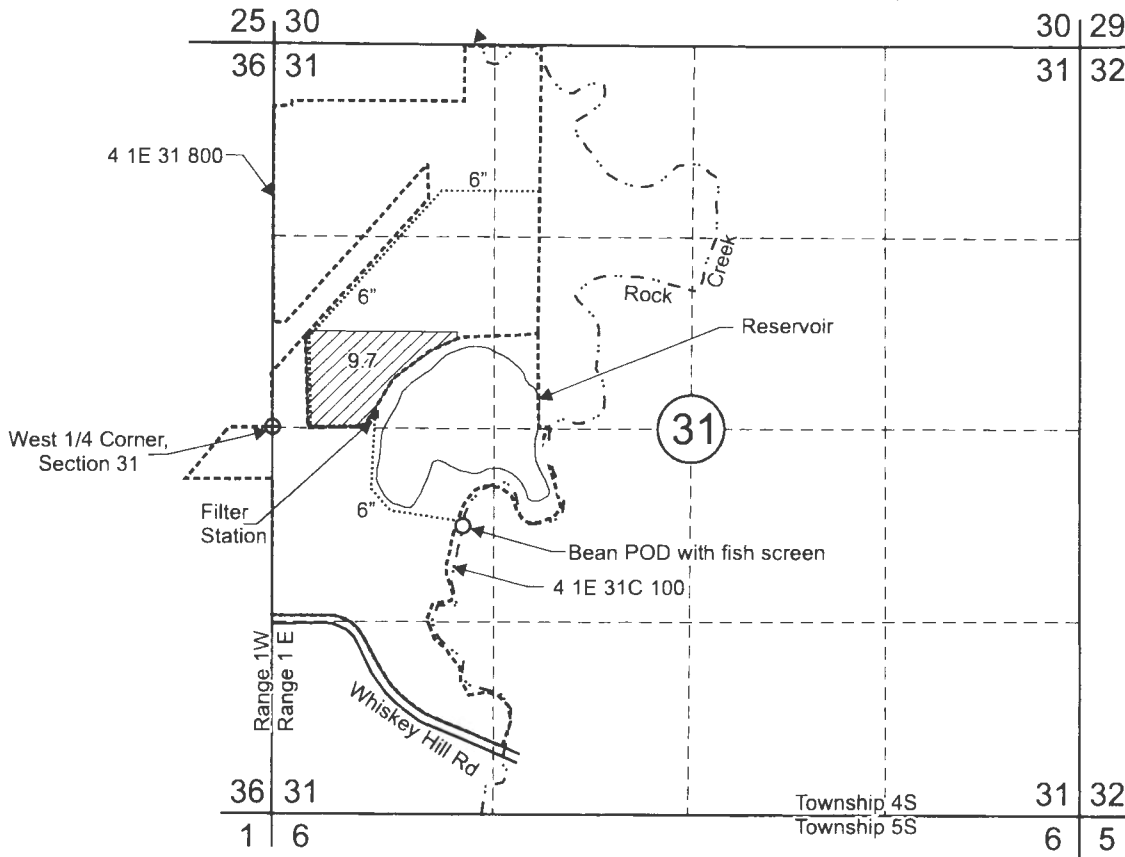 25 30
30 29
36 31
31 32
4 1E 31 800
6"
Creek
Rock
6"
Reservoir
9.7
31
West 1/4 Corner,
Section 31
Filter
Station
6"
Bean POD with fish screen
4 1E 31C 100
Range 1W
Range 1 E
Whiskey Hill Rd
36 31
Township 4S
31 32
1 6
Township 5S
6 5